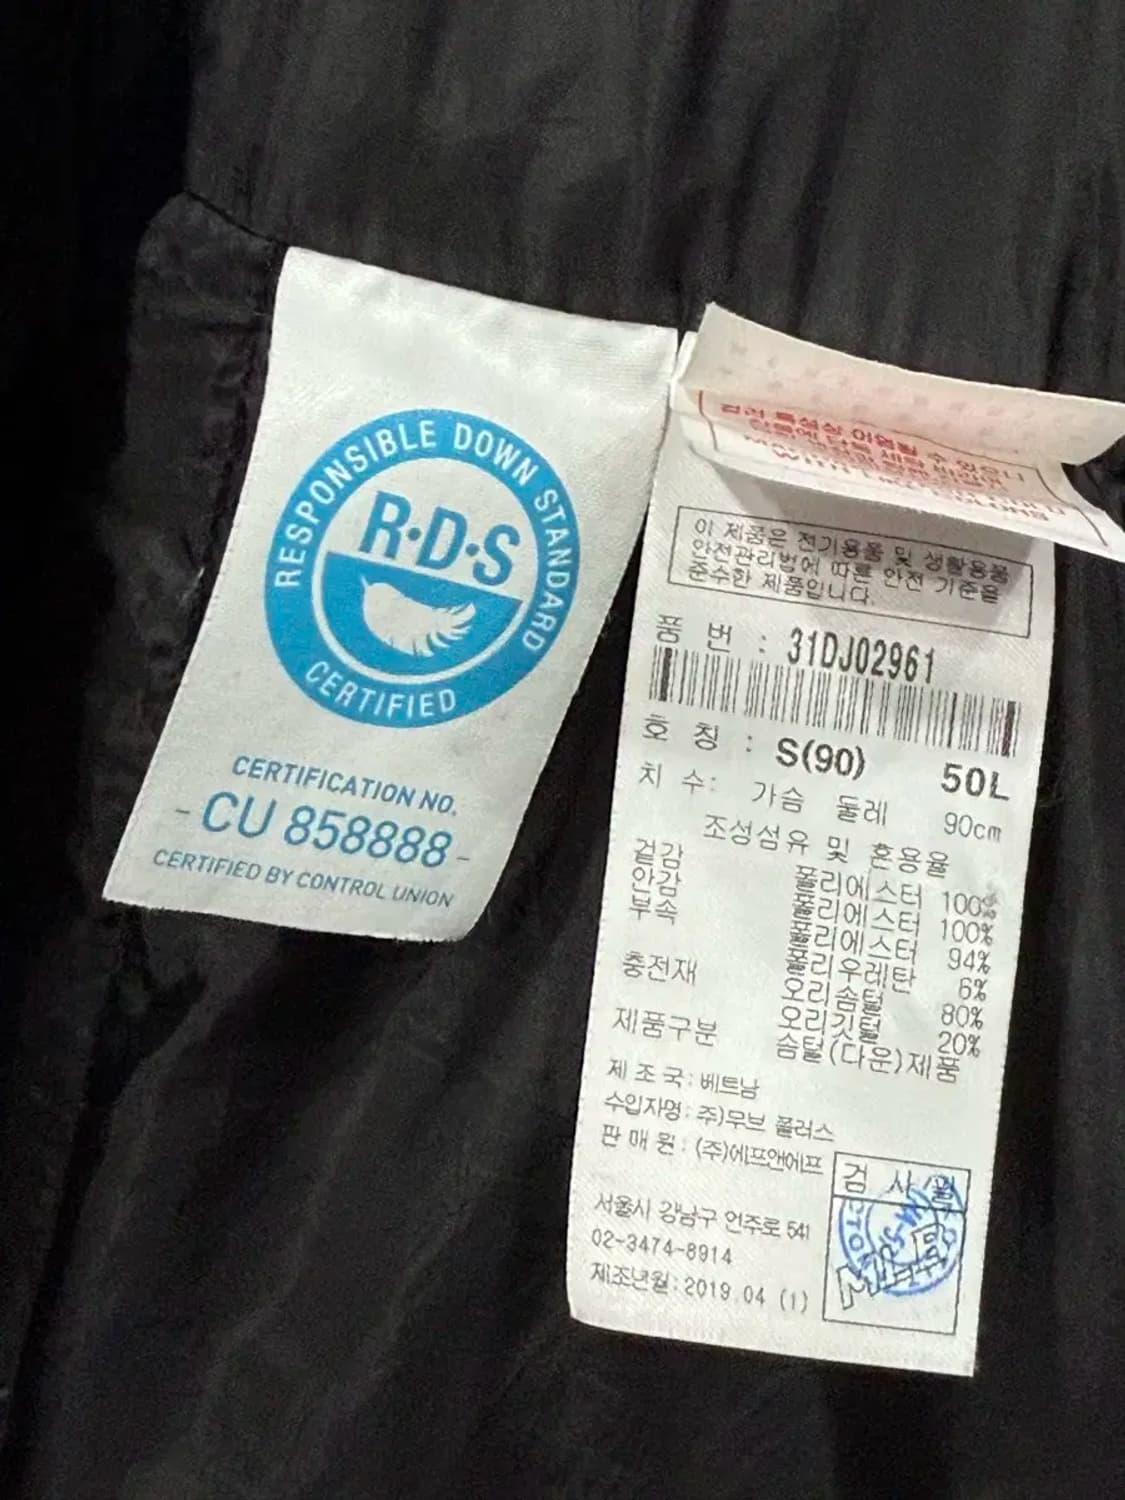 RESPONSIBLE DOWN STANDARD
R·D·S
CERTIFIED
CERTIFICATION NO.
- CU 858888 -
CERTIFIED BY CONTROL UNION
이 제품은 전기용품 및 생활용품
안전관리법에 따른 안전 기준을
준수한 제품입니다.
품 번 : 31DJ02961
호 칭 : S(90) 50L
치 수: 가슴 둘레 90cm
조성섬유 및 혼용율
겉감 폴리에스터 100%
안감 폴리에스터 100%
부속 폴리에스터 94%
폴리우레탄 6%
충전재 오리솜털 80%
오리깃털 20%
제품구분 솜털(다운)제품
제 조 국: 베트남
수입자명: 주)무브 플러스
판 매 원: (주)에프앤에프
서울시 강남구 언주로 541
02-3474-8914
제조년월:2019.04 (1)
검 사